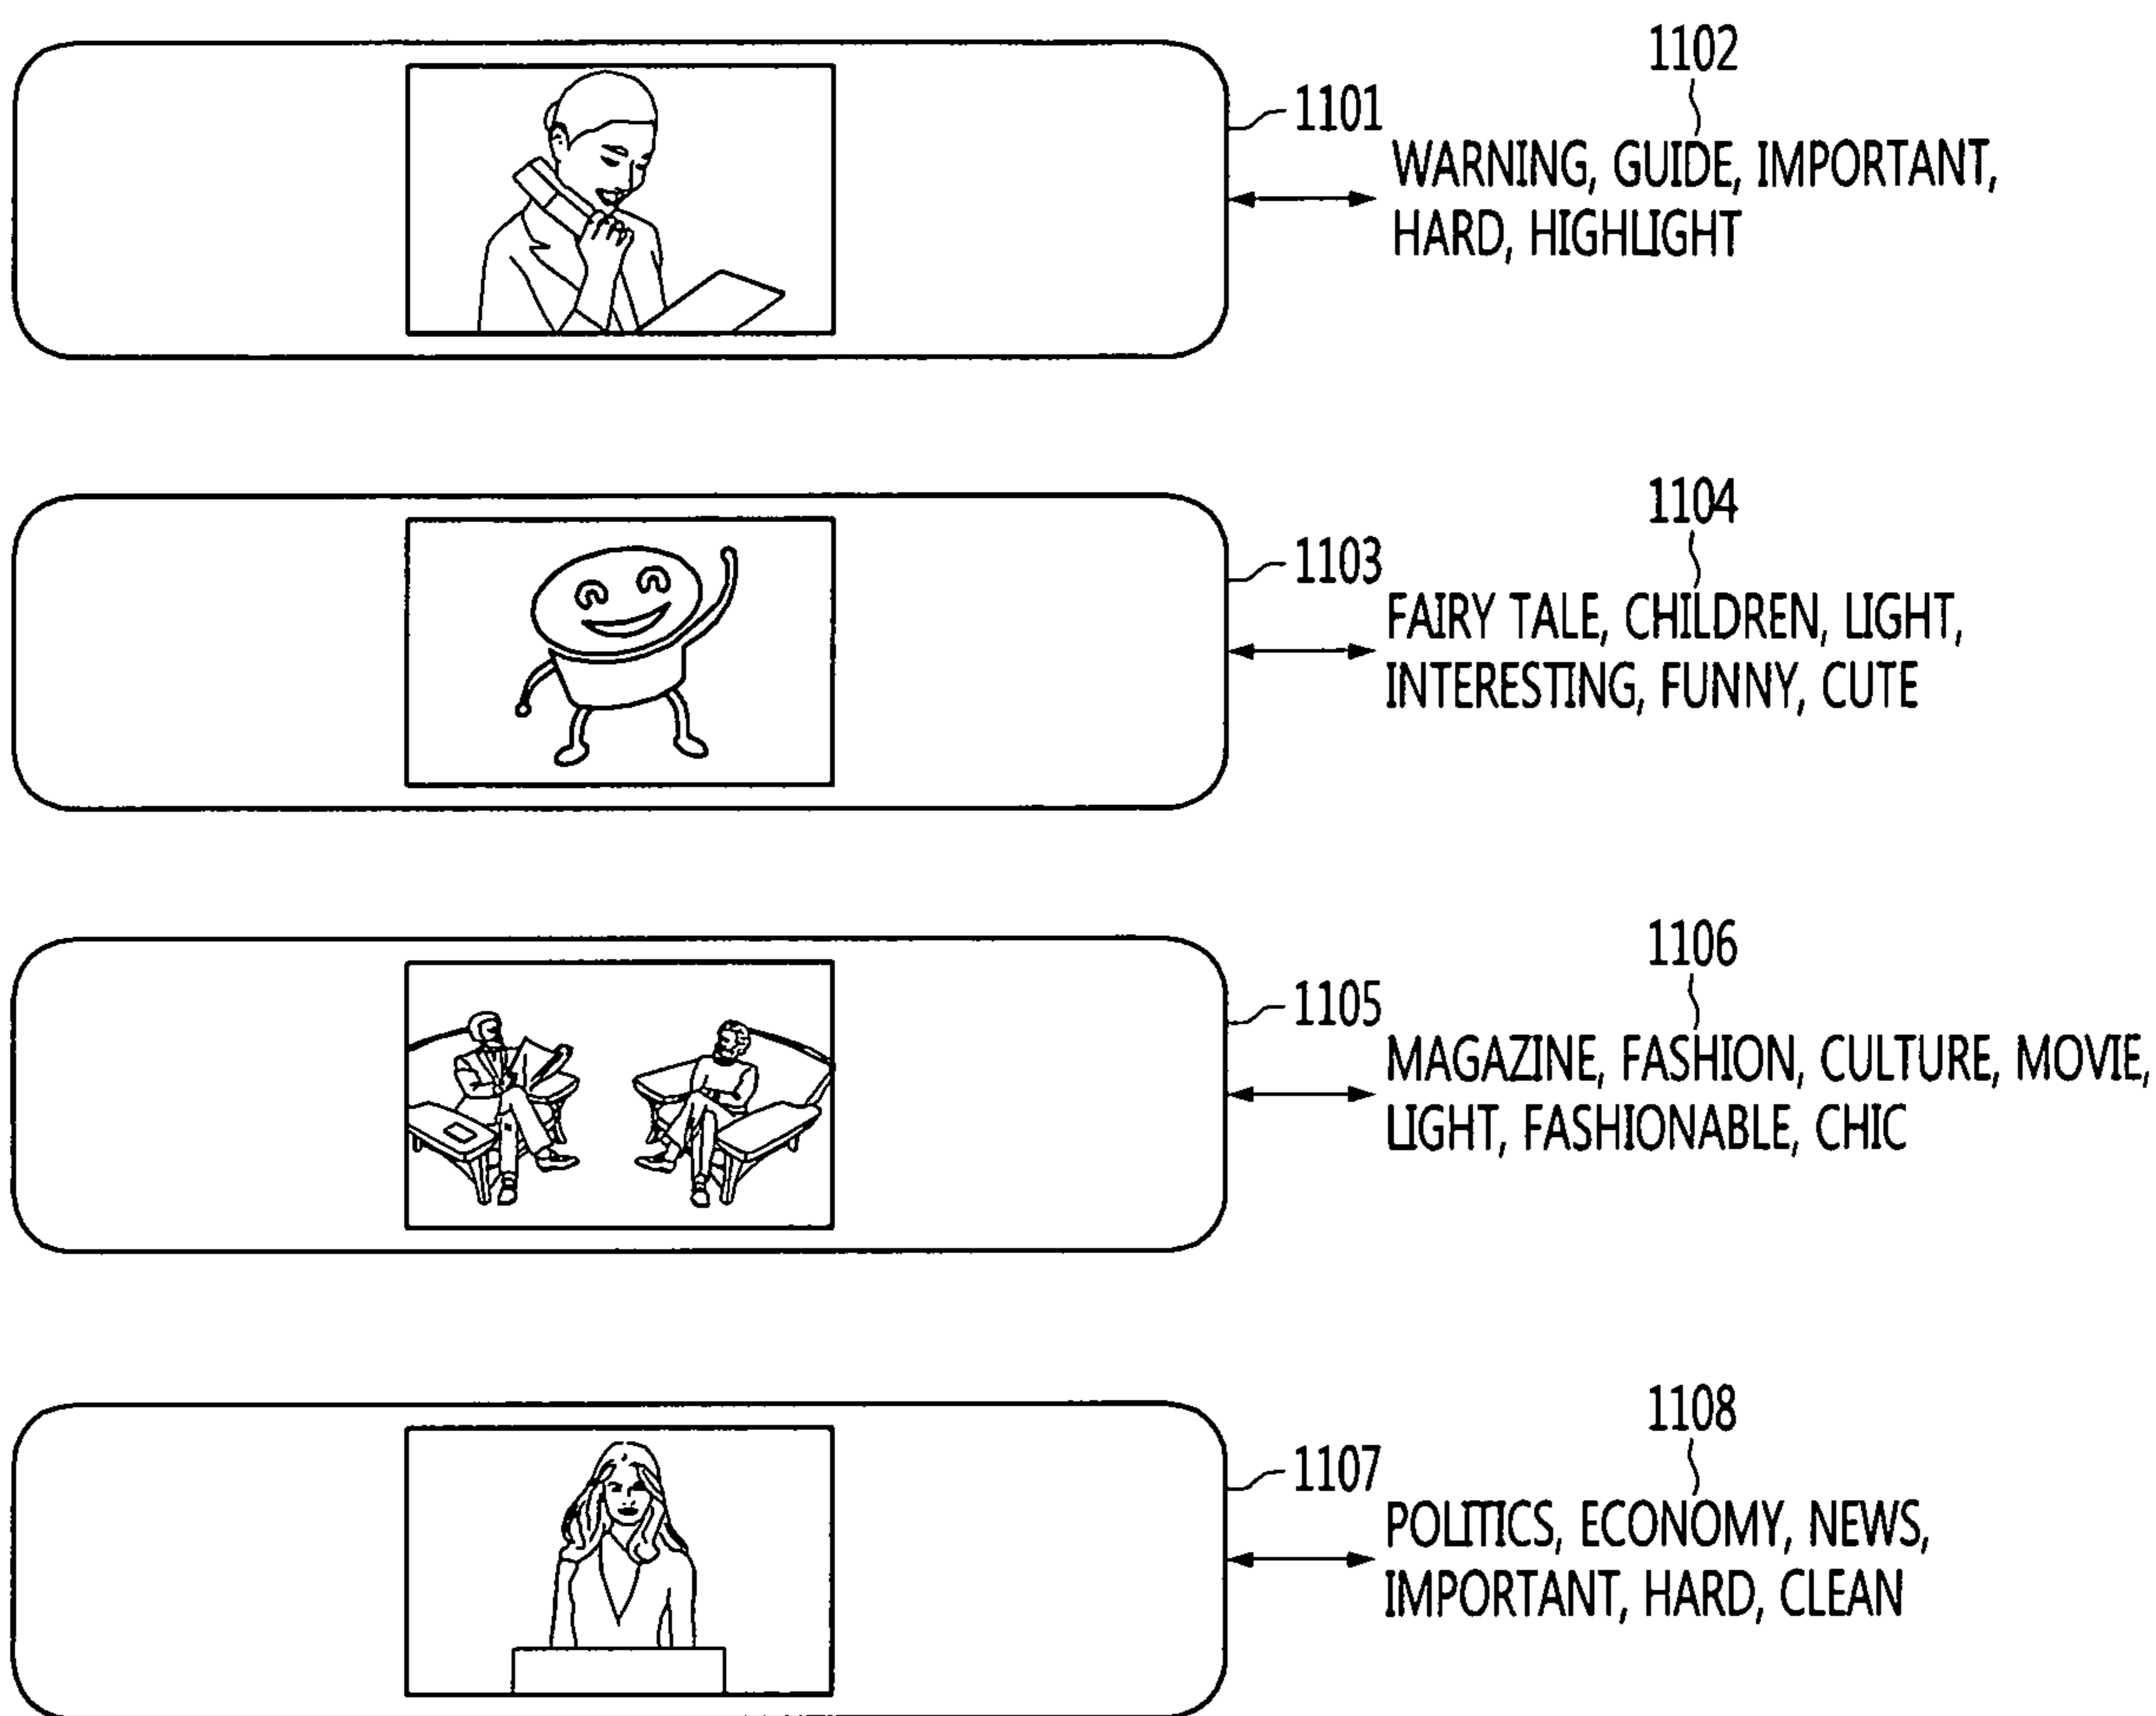 1102
1101
WARNING, GUIDE, IMPORTANT,
HARD, HIGHLIGHT
1104
1103
FAIRY TALE, CHILDREN, LIGHT,
INTERESTING, FUNNY, CUTE
1106
1105
MAGAZINE, FASHION, CULTURE, MOVIE,
LIGHT, FASHIONABLE, CHIC
1108
1107
POLITICS, ECONOMY, NEWS,
IMPORTANT, HARD, CLEAN